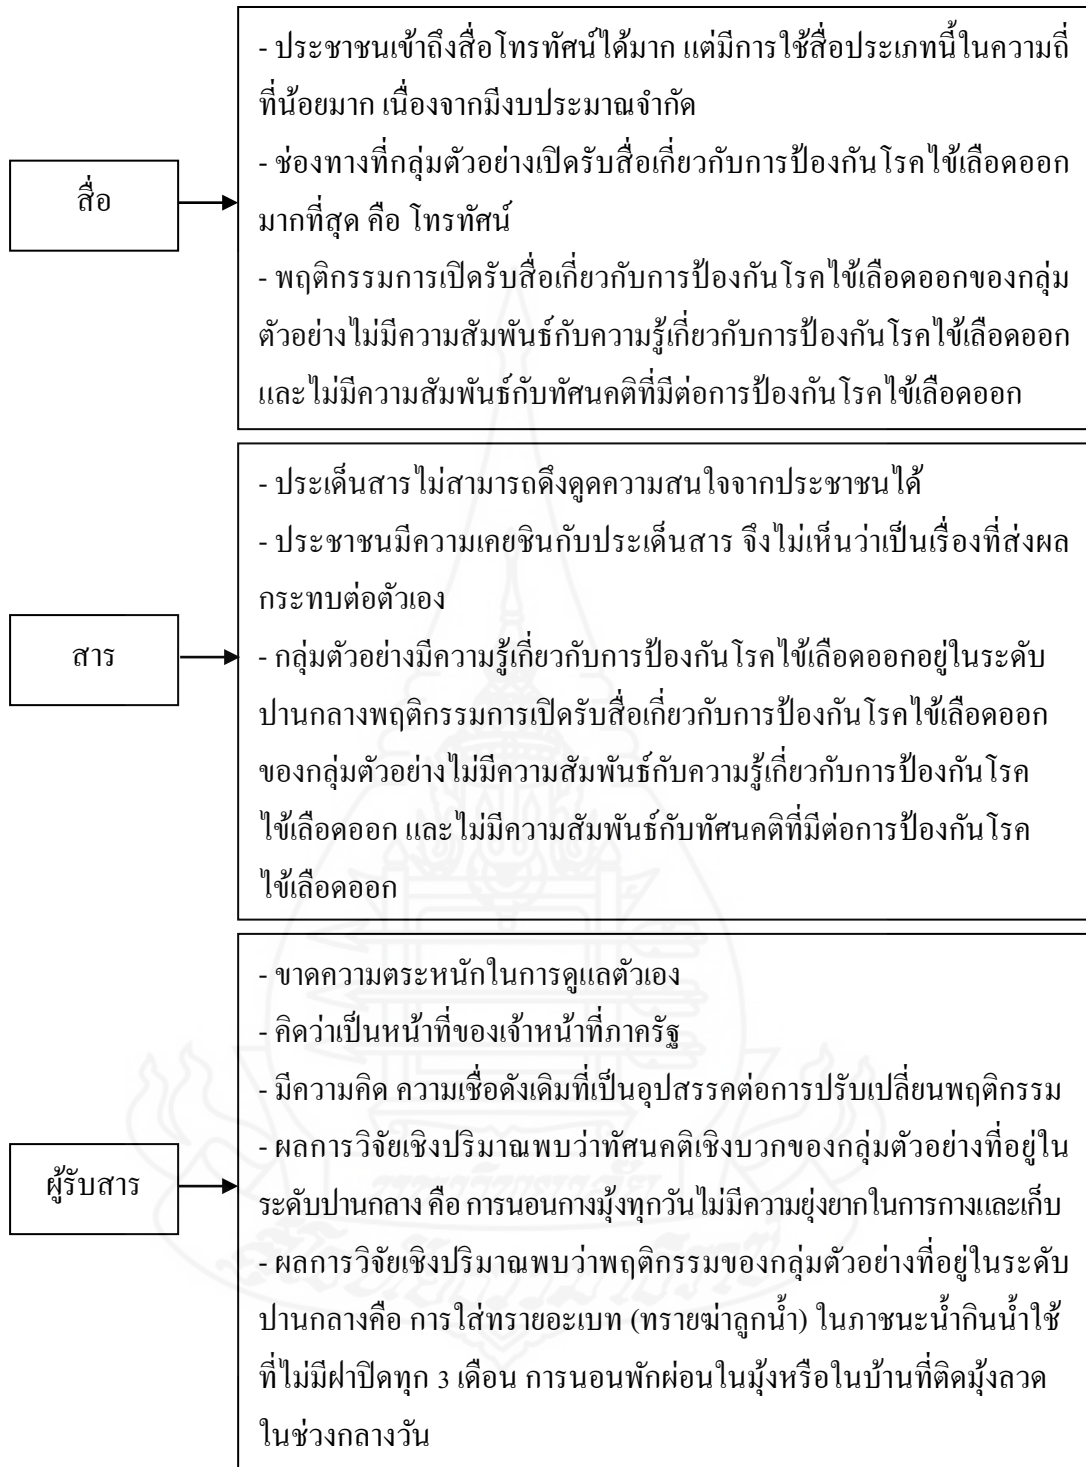 สื่อ
- ประชาชนเข้าถึงสื่อโทรทัศน์ได้มาก แต่มีการใช้สื่อประเภทนี้ในความถี่
ที่น้อยมาก เนื่องจากมีงบประมาณจำกัด
- ช่องทางที่กลุ่มตัวอย่างเปิดรับสื่อเกี่ยวกับการป้องกันโรคไข้เลือดออก
มากที่สุด คือ โทรทัศน์
- พฤติกรรมการเปิดรับสื่อเกี่ยวกับการป้องกันโรคไข้เลือดออกของกลุ่ม
ตัวอย่างไม่มีความสัมพันธ์กับความรู้เกี่ยวกับการป้องกันโรคไข้เลือดออก
และไม่มีความสัมพันธ์กับทัศนคติที่มีต่อการป้องกันโรคไข้เลือดออก
สาร
- ประเด็นสารไม่สามารถดึงดูดความสนใจจากประชาชนได้
- ประชาชนมีความเคยชินกับประเด็นสาร จึงไม่เห็นว่าเป็นเรื่องที่ส่งผล
กระทบต่อตัวเอง
- กลุ่มตัวอย่างมีความรู้เกี่ยวกับการป้องกันโรคไข้เลือดออกอยู่ในระดับ
ปานกลางพฤติกรรมการเปิดรับสื่อเกี่ยวกับการป้องกันโรคไข้เลือดออก
ของกลุ่มตัวอย่างไม่มีความสัมพันธ์กับความรู้เกี่ยวกับการป้องกันโรค
ไข้เลือดออก และไม่มีความสัมพันธ์กับทัศนคติที่มีต่อการป้องกันโรค
ไข้เลือดออก
ผู้รับสาร
- ขาดความตระหนักในการดูแลตัวเอง
- คิดว่าเป็นหน้าที่ของเจ้าหน้าที่ภาครัฐ
- มีความคิด ความเชื่อดังเดิมที่เป็นอุปสรรคต่อการปรับเปลี่ยนพฤติกรรม
- ผลการวิจัยเชิงปริมาณพบว่าทัศนคติเชิงบวกของกลุ่มตัวอย่างที่อยู่ใน
ระดับปานกลาง คือ การนอนกางมุ้งทุกวัน ไม่มีความยุ่งยากในการกางและเก็บ
- ผลการวิจัยเชิงปริมาณพบว่าพฤติกรรมของกลุ่มตัวอย่างที่อยู่ในระดับ
ปานกลางคือ การใส่ทรายอะเบท (ทรายฆ่าลูกน้ำ) ในภาชนะน้ำกินน้ำใช้
ที่ไม่มีฝาปิดทุก 3 เดือน การนอนพักผ่อนในมุ้งหรือในบ้านที่ติดมุ้งลวด
ในช่วงกลางวัน